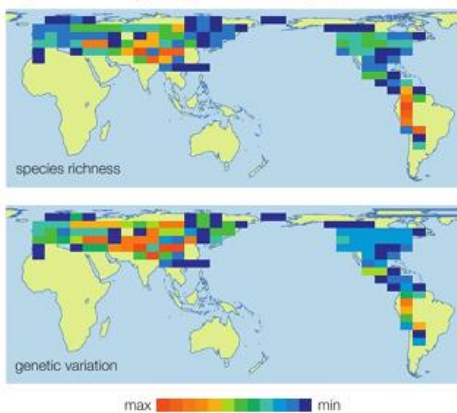 species richness
genetic variation
max min